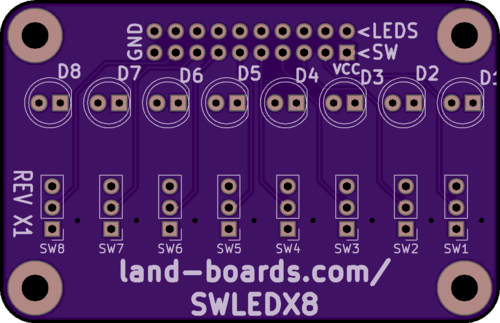 GND
<LEDS
<SW
VCC
D8 D7 D6 D5 D4 D3 D2 D1
REV X1
SW8 SW7 SW6 SW5 SW4 SW3 SW2 SW1
land-boards.com/
SWLEDX8